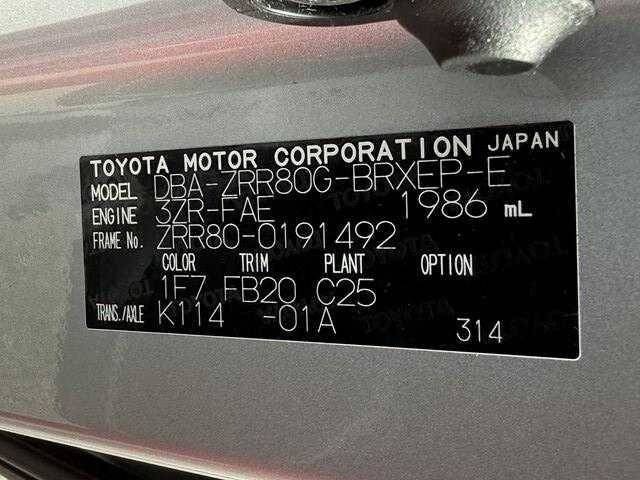 TOYOTA MOTOR CORPORATION JAPAN
MODEL DBA-ZRR80G-BRXEP-E
ENGINE 3ZR-FAE 1986 mL
FRAME No. ZRR80-0191492
COLOR TRIM PLANT OPTION
1F7 FB20 C25
TRANS./AXLE K114 -01A 314